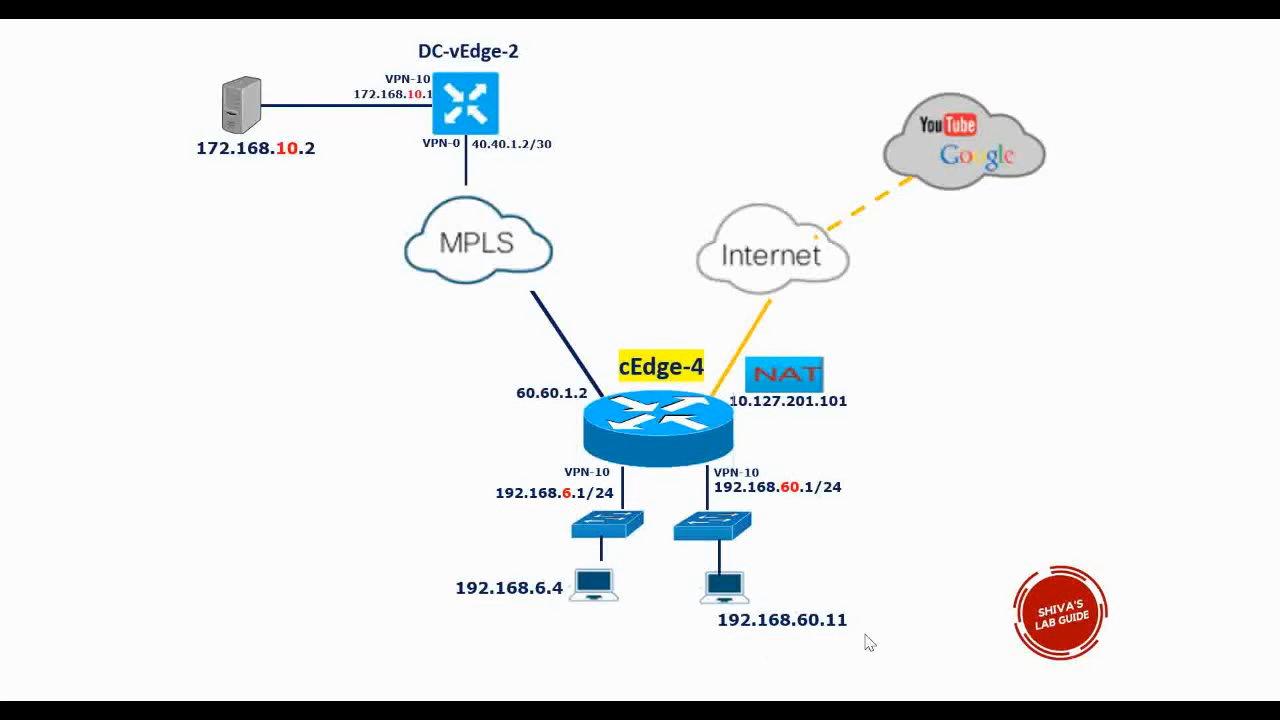 DC-vEdge-2
VPN-10
172.168.10.1
172.168.10.2
VPN-0
40.40.1.2/30
YouTube
Google
MPLS
Internet
cEdge-4
NAT
60.60.1.2
10.127.201.101
VPN-10
192.168.6.1/24
VPN-10
192.168.60.1/24
192.168.6.4
192.168.60.11
SHIVA'S
LAB GUIDE